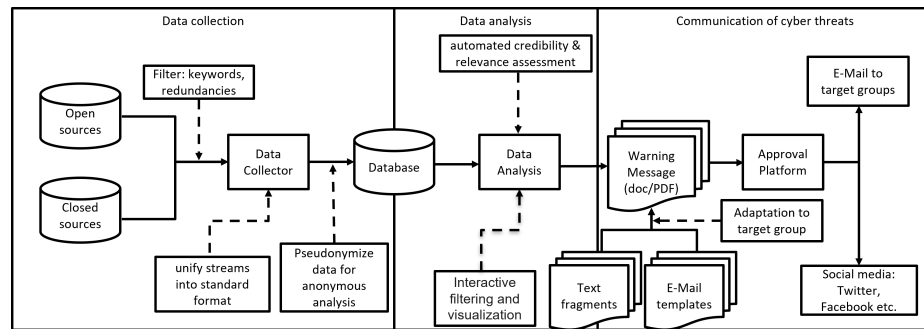 Data collection
Data analysis
Communication of cyber threats
Filter: keywords,
redundancies
automated credibility &
relevance assessment
E-Mail to
target groups
Open
sources
Closed
sources
Data
Collector
Database
Data
Analysis
Warning
Message
(doc/PDF)
Approval
Platform
Adaptation to
target group
unify streams
into standard
format
Pseudonymize
data for
anonymous
analysis
Interactive
filtering and
visualization
Text
fragments
E-Mail
templates
Social media:
Twitter,
Facebook etc.